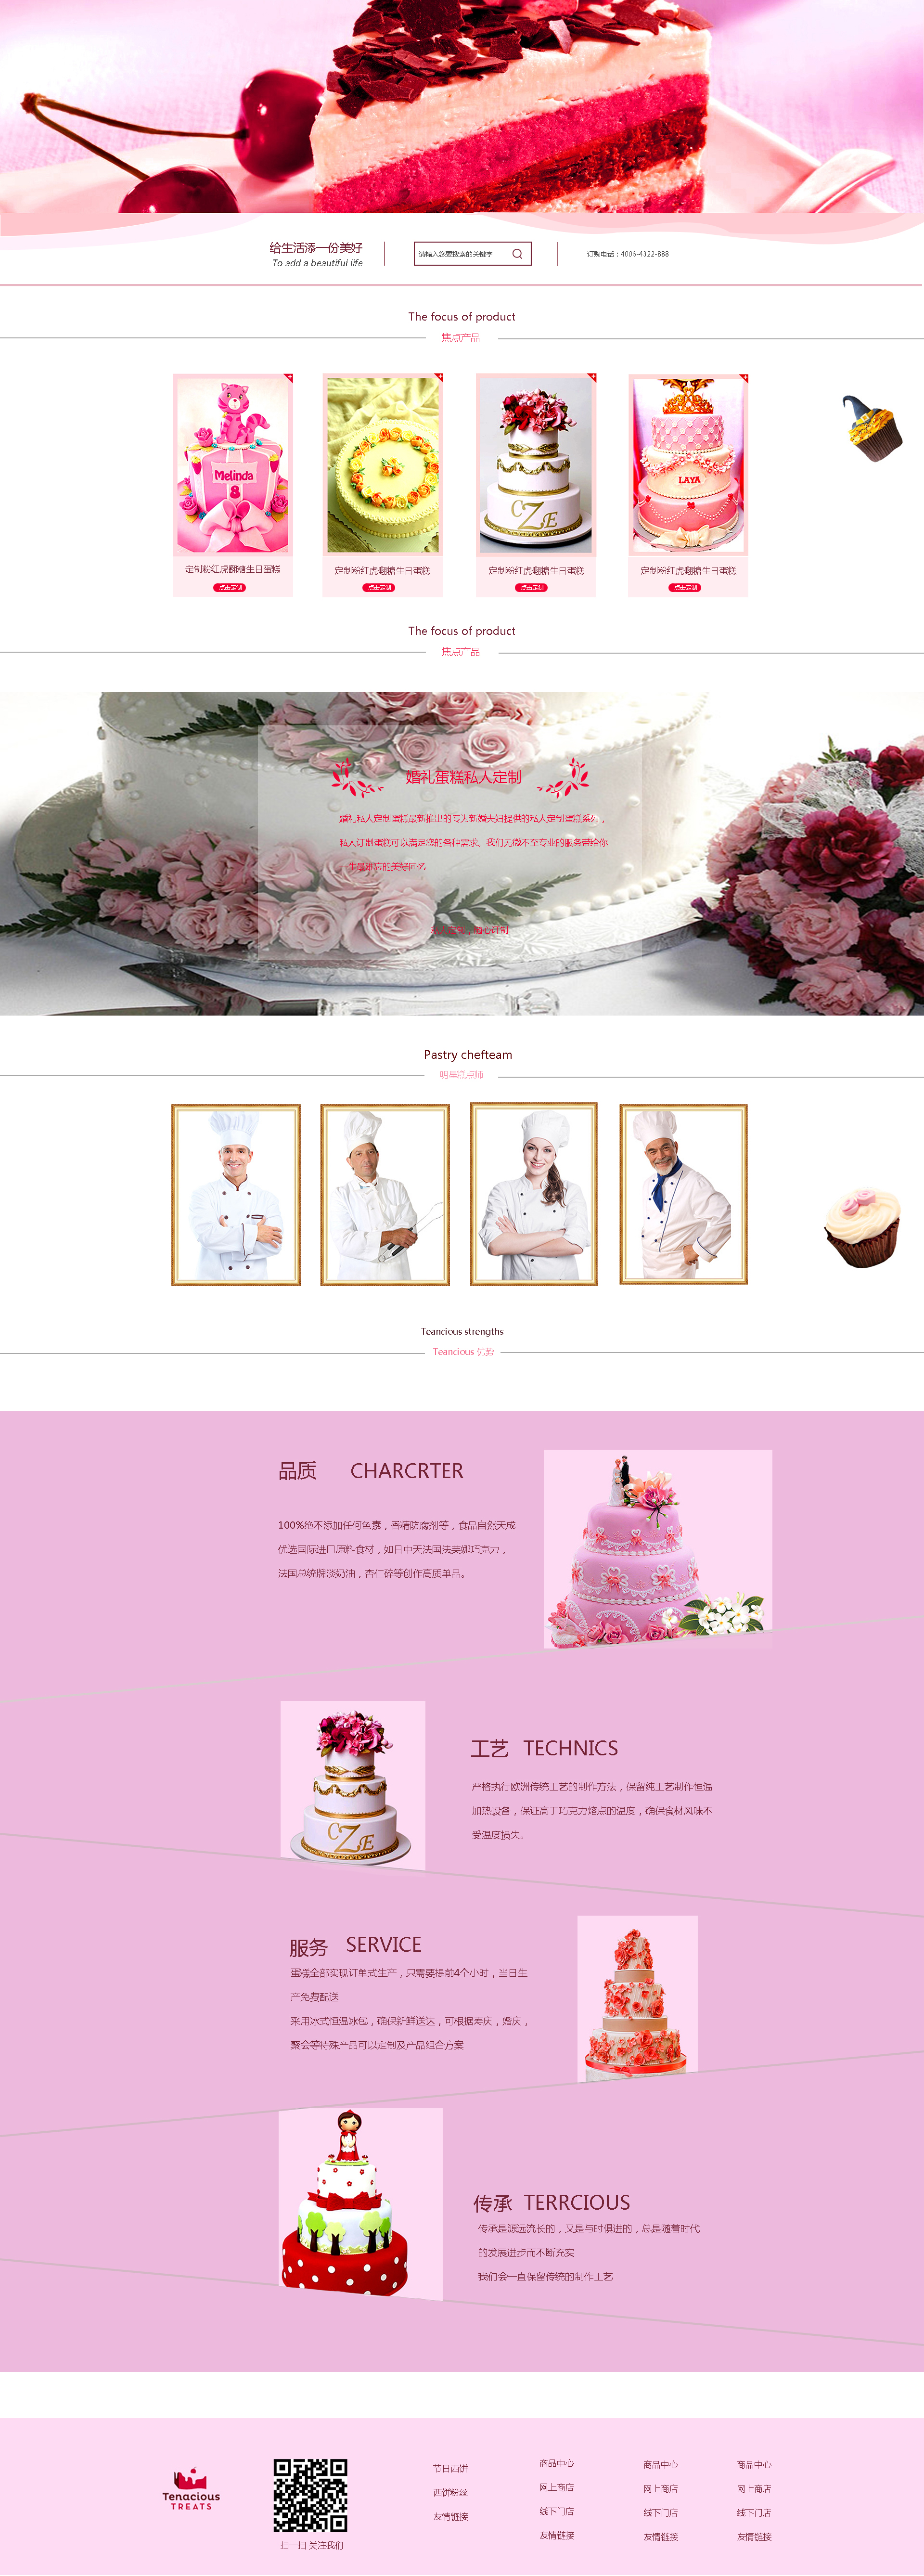 给生活添一份美好
To add a beautiful life
请输入您要搜索的关键字
订购电话：4006-4322-888
The focus of product
焦点产品
Melinda
8
CZE
LAYA
定制粉红虎翻糖生日蛋糕
定制粉红虎翻糖生日蛋糕
定制粉红虎翻糖生日蛋糕
定制粉红虎翻糖生日蛋糕
点击定制
点击定制
点击定制
点击定制
The focus of product
焦点产品
婚礼蛋糕私人定制
婚礼私人定制蛋糕最新推出的专为新婚夫妇提供的私人定制蛋糕系列，
私人订制蛋糕可以满足您的各种需求。我们无微不至专业的服务带给你
一生最难忘的美好回忆
Pastry chefteam
明星糕点师
Teancious strengths
Teancious 优势
品质 CHARCRTER
100%绝不添加任何色素，香精防腐剂等，食品自然天成
优选国际进口原料食材，如日中天法国法芙娜巧克力，
法国总统牌淡奶油，杏仁碎等创作高质单品。
CZE
工艺 TECHNICS
严格执行欧洲传统工艺的制作方法，保留纯工艺制作恒温
加热设备，保证高于巧克力熔点的温度，确保食材风味不
受温度损失。
服务 SERVICE
蛋糕全部实现订单式生产，只需要提前4个小时，当日生
产免费配送
采用冰式恒温冰包，确保新鲜送达，可根据寿庆，婚庆，
聚会等特殊产品可以定制及产品组合方案
传承 TERRCIOUS
传承是源远流长的，又是与时俱进的，总是随着时代
的发展进步而不断充实
我们会一直保留传统的制作工艺
Tenacious
TREATS
扫一扫 关注我们
节日西饼
西饼粉丝
友情链接
商品中心
网上商店
线下门店
友情链接
商品中心
网上商店
线下门店
友情链接
商品中心
网上商店
线下门店
友情链接